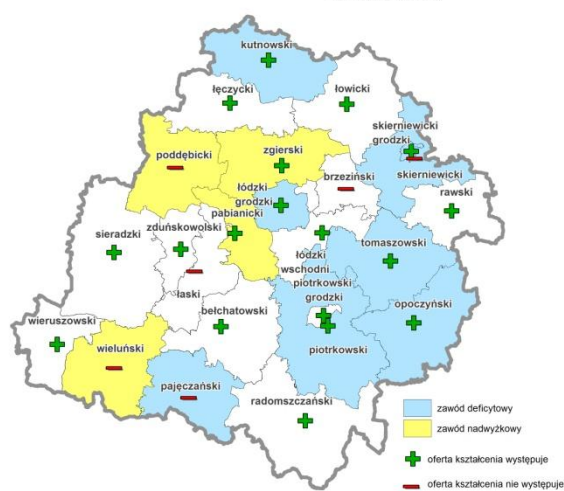 kutnowski
łęczycki
łowicki
skierniewicki
grodzki
skierniewicki
poddębicki
zgierski
brzeziński
rawski
łódzki
grodzki
pabianicki
sieradzki
zduńskowolski
tomaszowski
łódzki
wschodni
piotrkowski
grodzki
łaski
bełchatowski
opoczyński
wieruszowski
wieluński
piotrkowski
pajęczański
radomszczański
zawód deficytowy
zawód nadwyżkowy
oferta kształcenia występuje
oferta kształcenia nie występuje